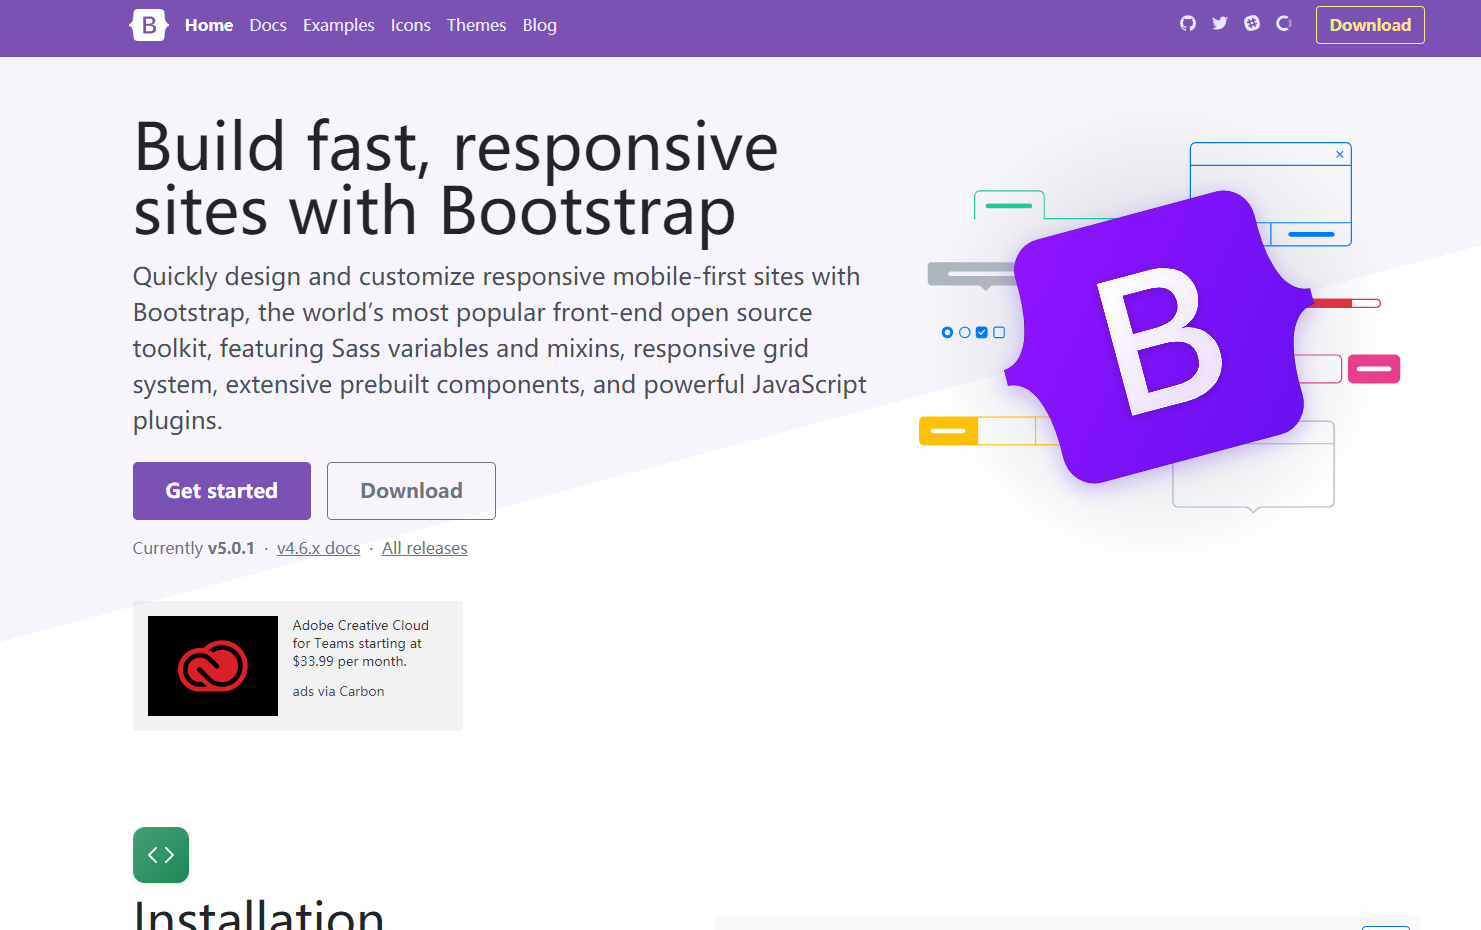 B Home Docs Examples Icons Themes Blog Download
Build fast, responsive
sites with Bootstrap
Quickly design and customize responsive mobile-first sites with
Bootstrap, the world’s most popular front-end open source
toolkit, featuring Sass variables and mixins, responsive grid
system, extensive prebuilt components, and powerful JavaScript
plugins.
B
Get started Download
Currently v5.0.1 · v4.6.x docs · All releases
Adobe Creative Cloud
for Teams starting at
$33.99 per month.
ads via Carbon
Installation